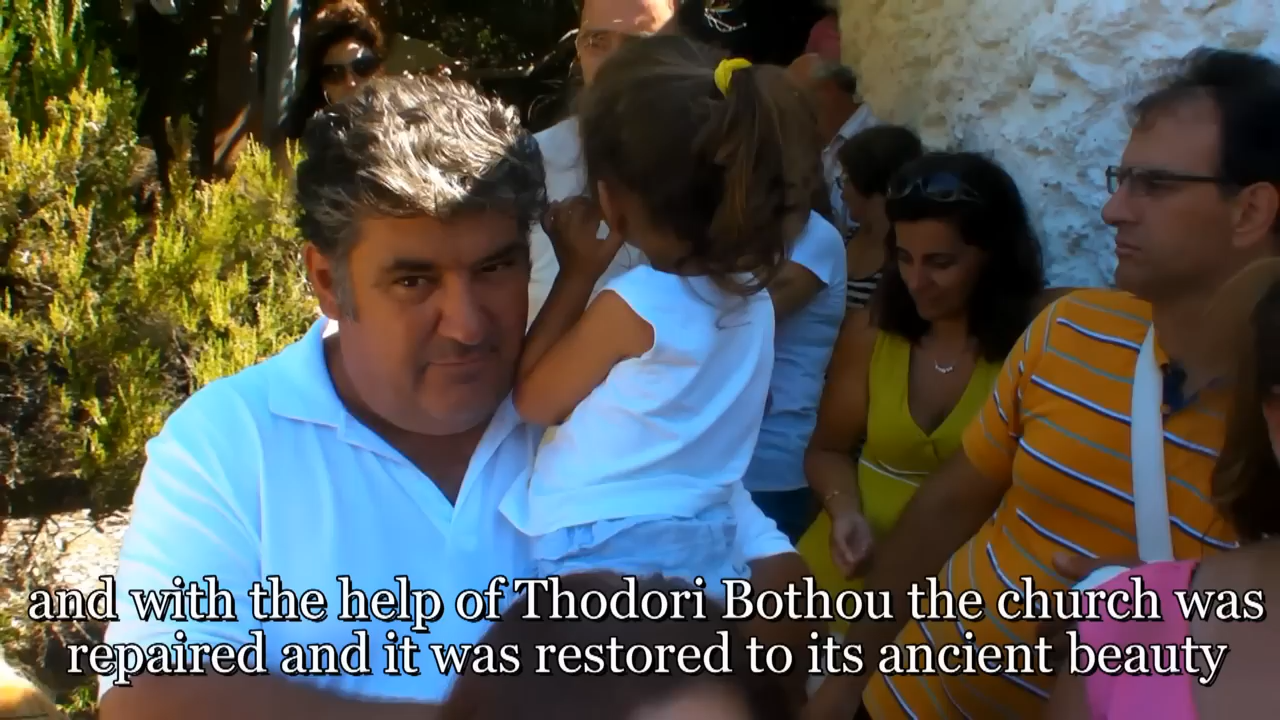 and with the help of Thodori Bothou the church was
repaired and it was restored to its ancient beauty